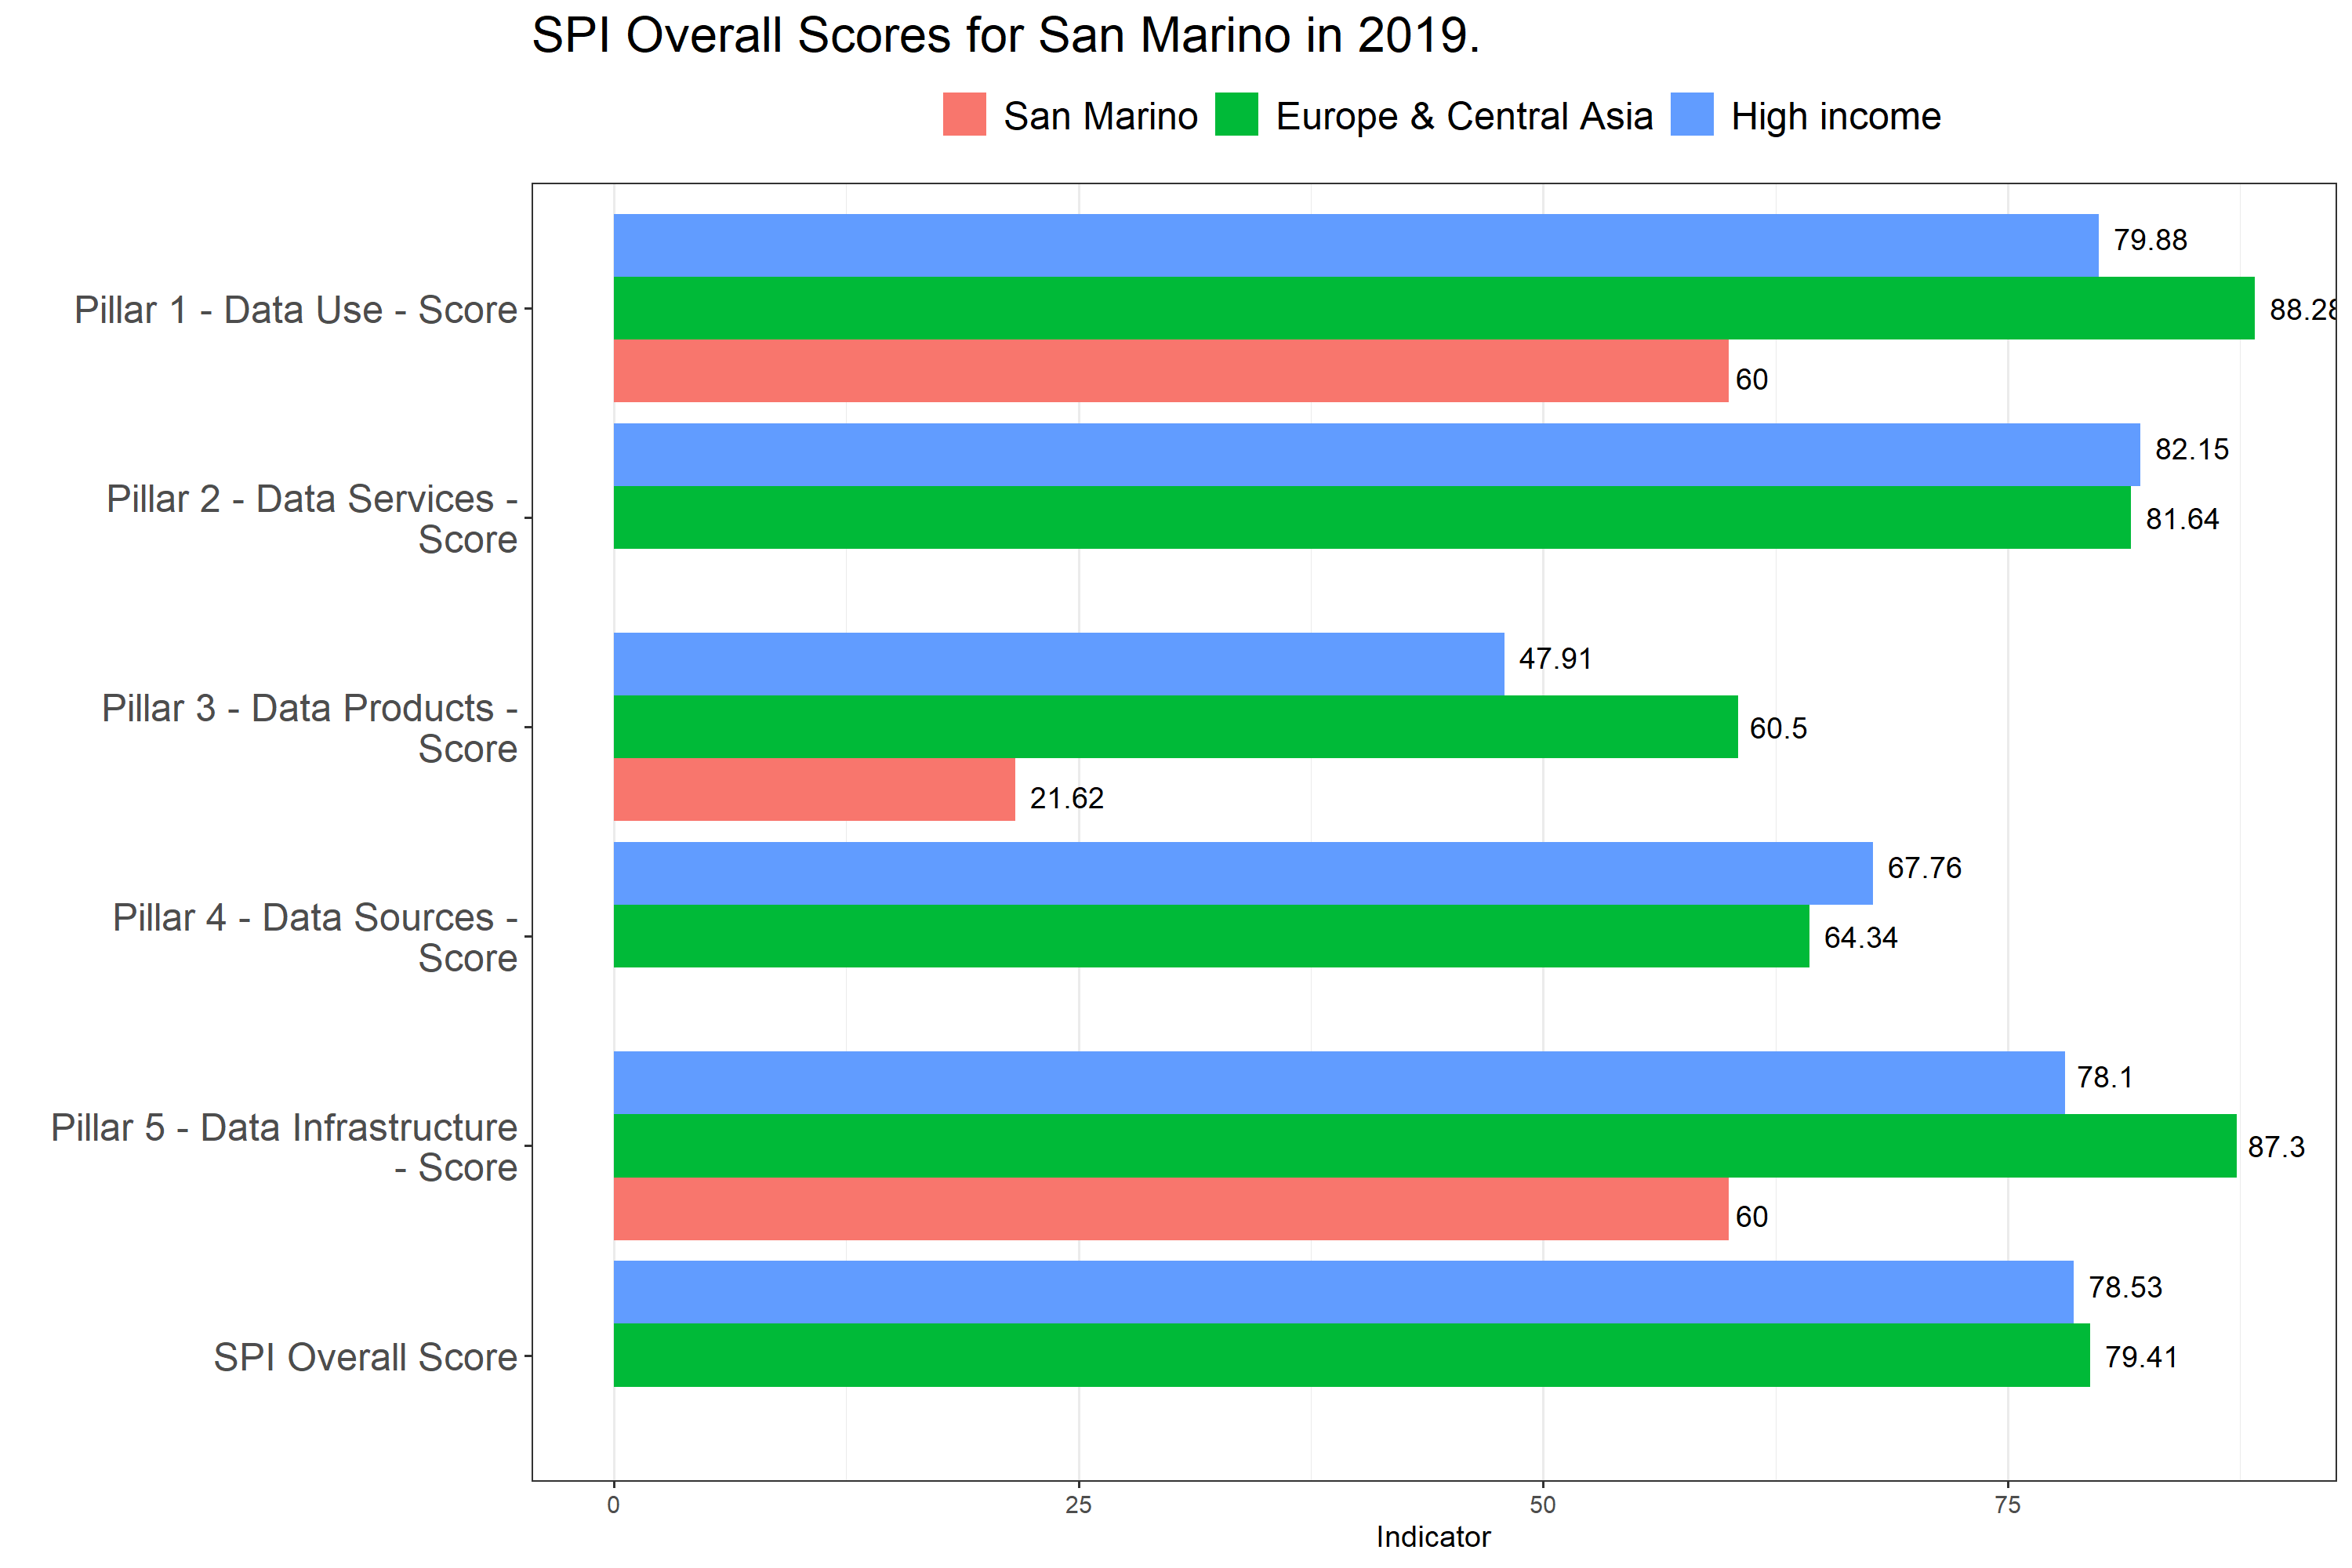 SPI Overall Scores for San Marino in 2019.
San Marino Europe & Central Asia High income
Pillar 1 - Data Use - Score
79.88
88.28
60
Pillar 2 - Data Services -
Score
82.15
81.64
Pillar 3 - Data Products -
Score
47.91
60.5
21.62
Pillar 4 - Data Sources -
Score
67.76
64.34
Pillar 5 - Data Infrastructure
- Score
78.1
87.3
60
SPI Overall Score
78.53
79.41
0 25 50 75
Indicator